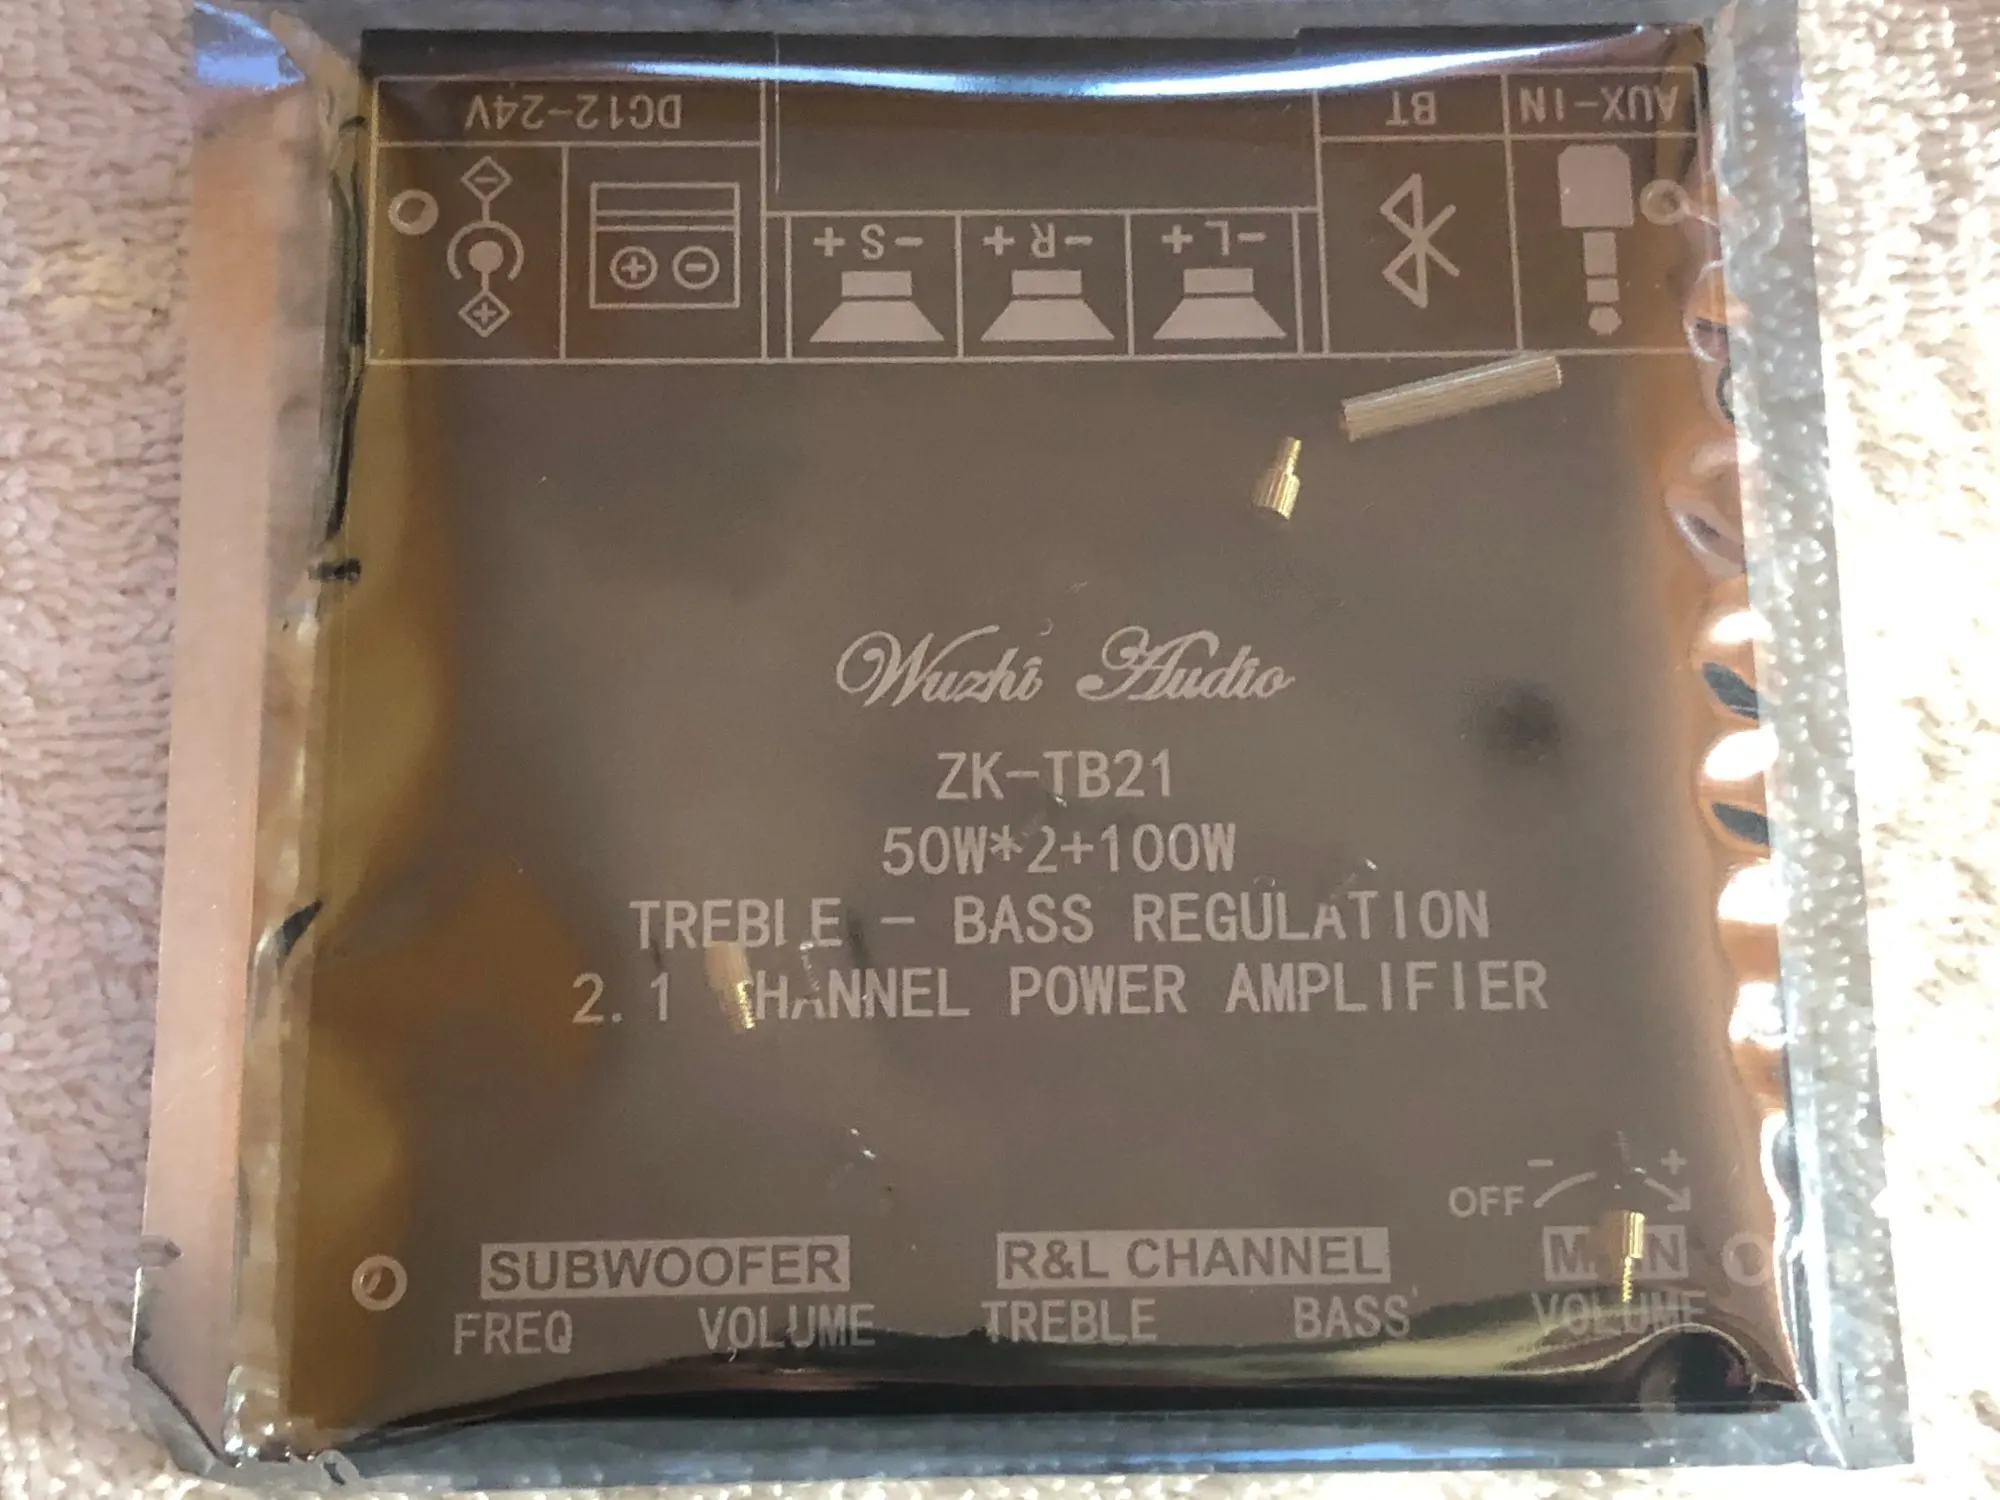 DC12-24V
BT
AUX-IN
-S+
-R+
-L+
Wuzhi Audio
ZK-TB21
50W*2+100W
TREBLE - BASS REGULATION
2.1 CHANNEL POWER AMPLIFIER
- +
OFF
SUBWOOFER R&L CHANNEL MAIN
FREQ VOLUME TREBLE BASS VOLUME